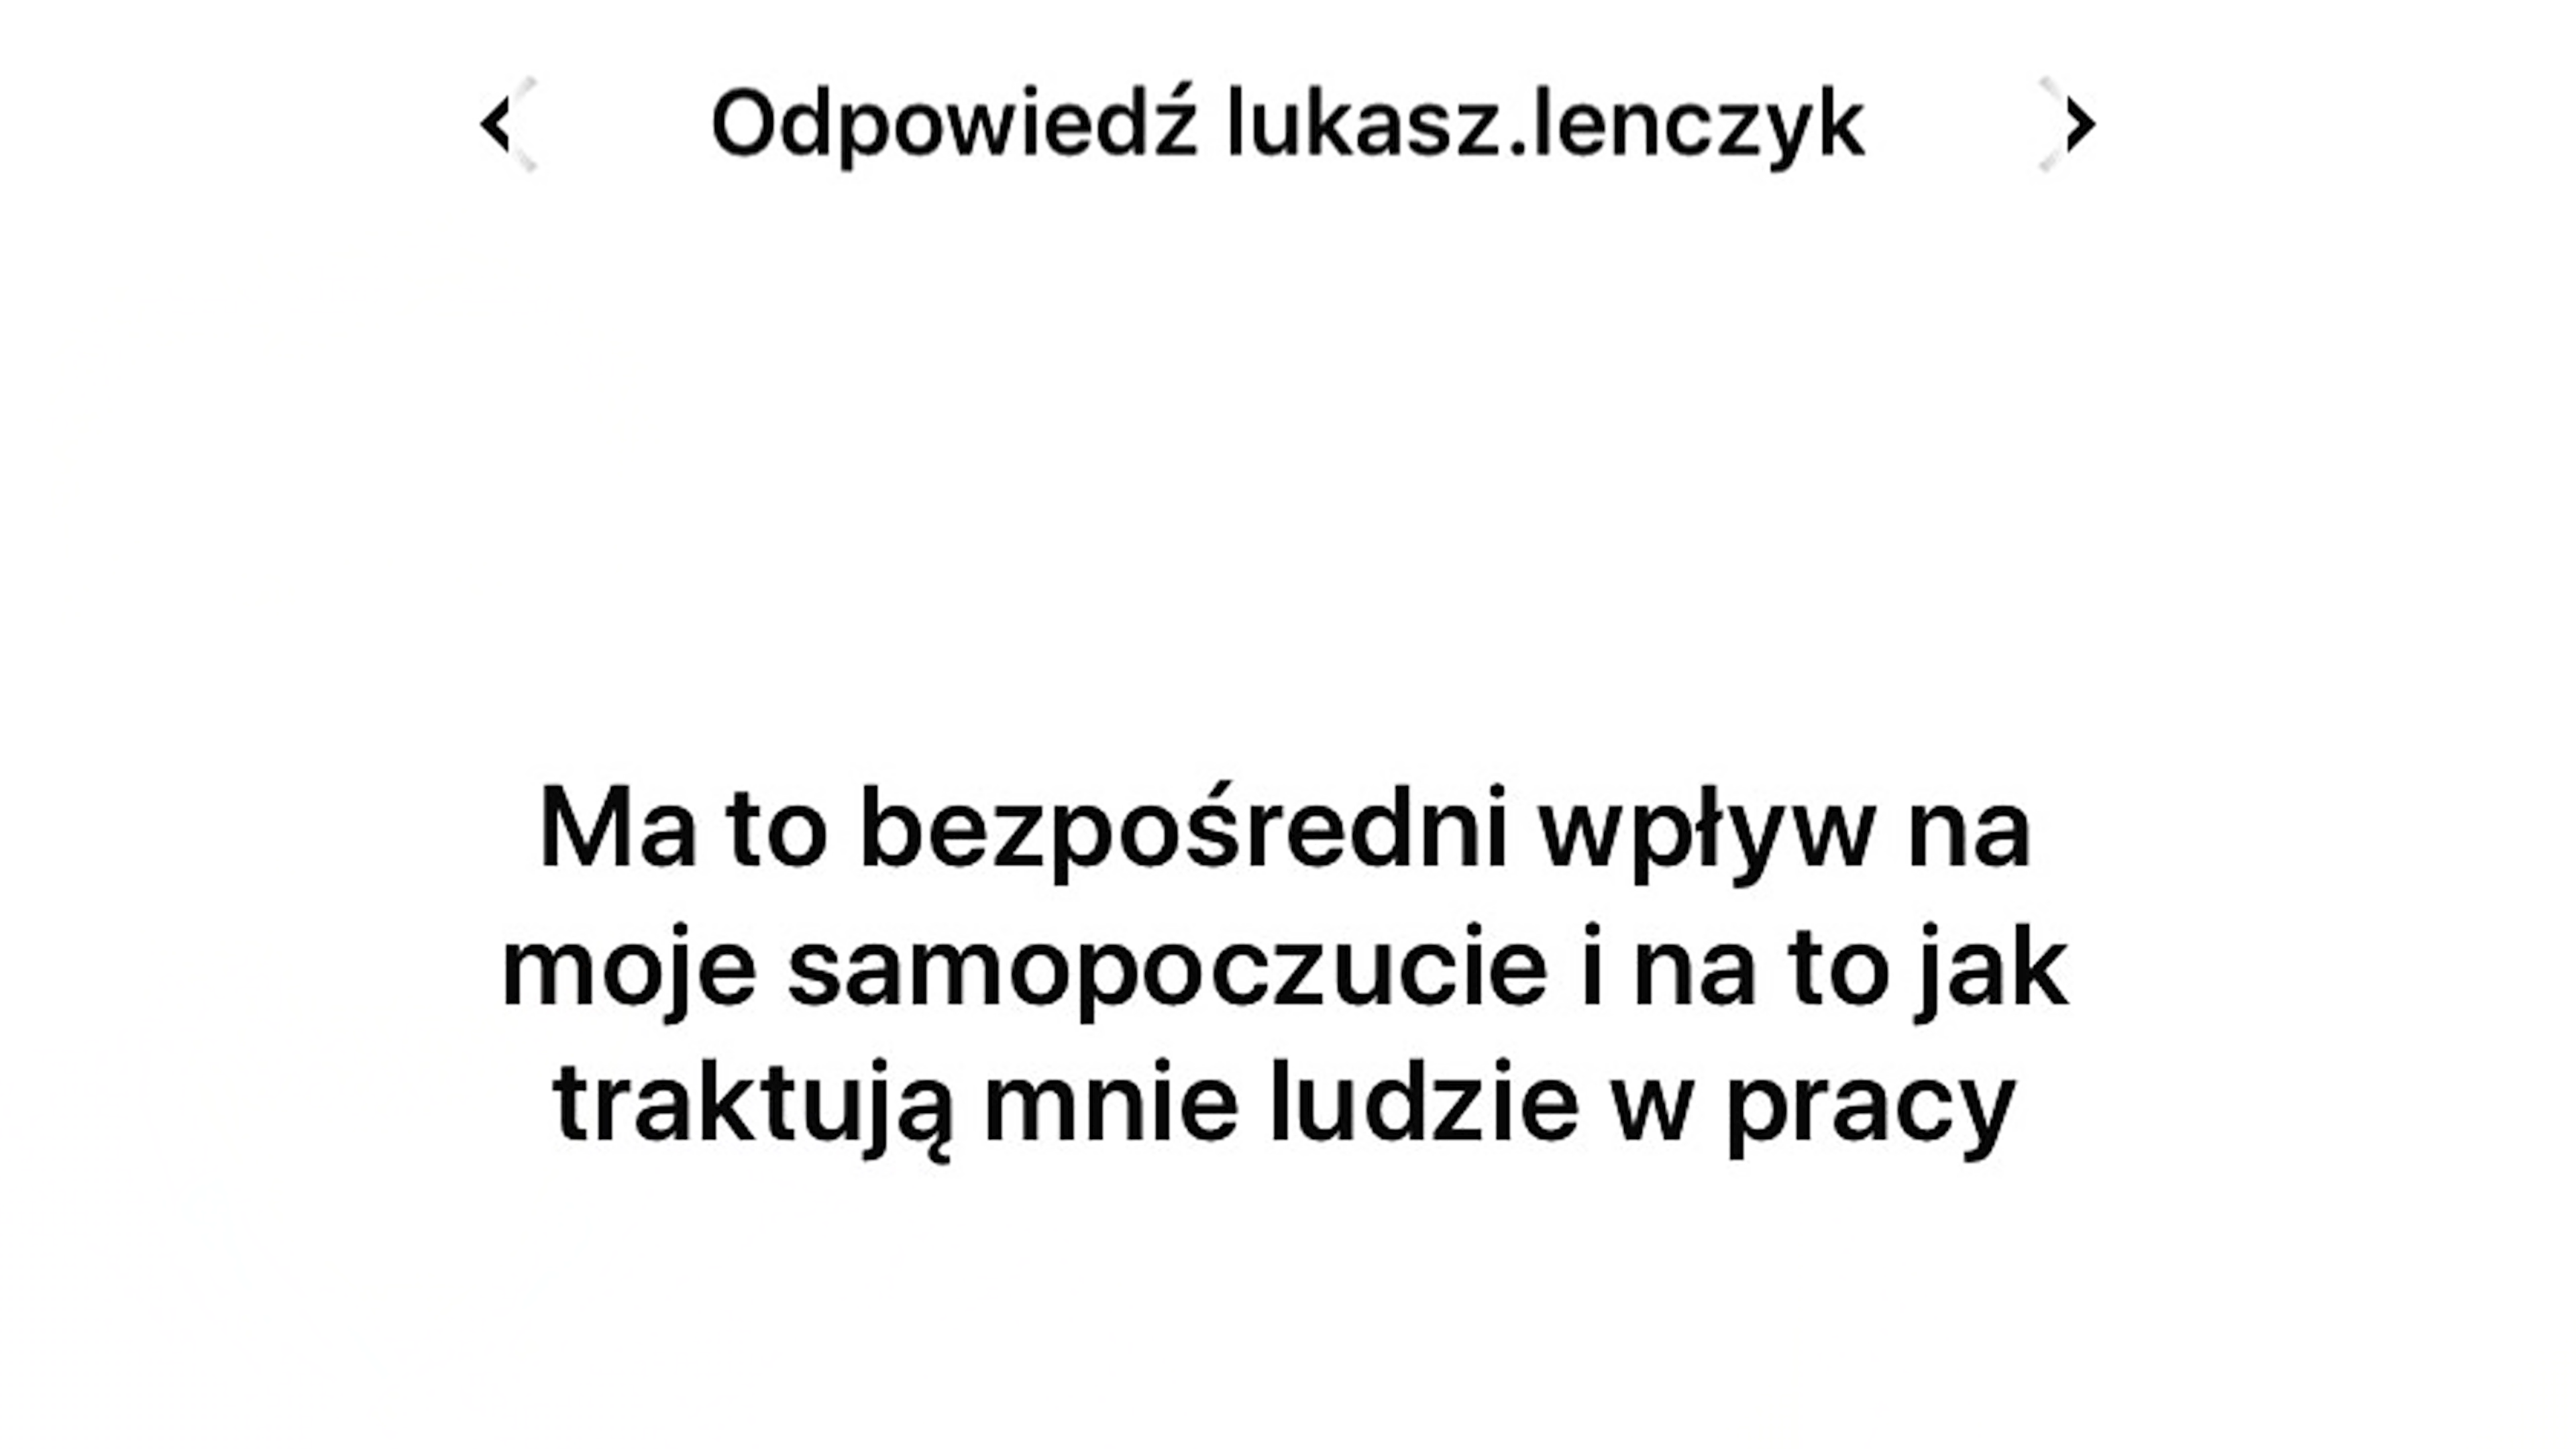 Odpowiedź lukasz.lenczyk
Ma to bezpośredni wpływ na
moje samopoczucie i na to jak
traktują mnie ludzie w pracy